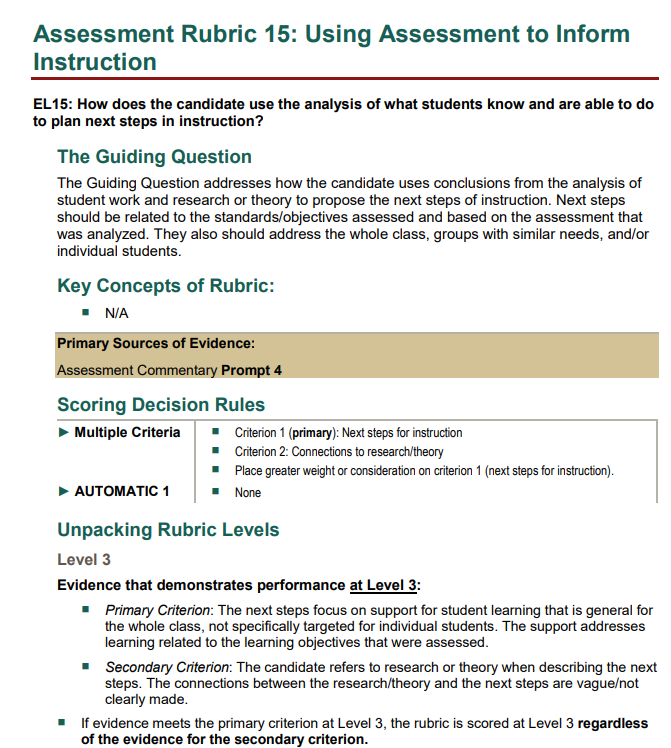 Assessment Rubric 15: Using Assessment to Inform
Instruction
EL15: How does the candidate use the analysis of what students know and are able to do
to plan next steps in instruction?
The Guiding Question
The Guiding Question addresses how the candidate uses conclusions from the analysis of
student work and research or theory to propose the next steps of instruction. Next steps
should be related to the standards/objectives assessed and based on the assessment that
was analyzed. They also should address the whole class, groups with similar needs, and/or
individual students.
Key Concepts of Rubric:
■ N/A
Primary Sources of Evidence:
Assessment Commentary Prompt 4
Scoring Decision Rules
► Multiple Criteria ■ Criterion 1 (primary): Next steps for instruction
■ Criterion 2: Connections to research/theory
■ Place greater weight or consideration on criterion 1 (next steps for instruction).
► AUTOMATIC 1 ■ None
Unpacking Rubric Levels
Level 3
Evidence that demonstrates performance at Level 3:
■ Primary Criterion: The next steps focus on support for student learning that is general for
the whole class, not specifically targeted for individual students. The support addresses
learning related to the learning objectives that were assessed.
■ Secondary Criterion: The candidate refers to research or theory when describing the next
steps. The connections between the research/theory and the next steps are vague/not
clearly made.
■ If evidence meets the primary criterion at Level 3, the rubric is scored at Level 3 regardless
of the evidence for the secondary criterion.